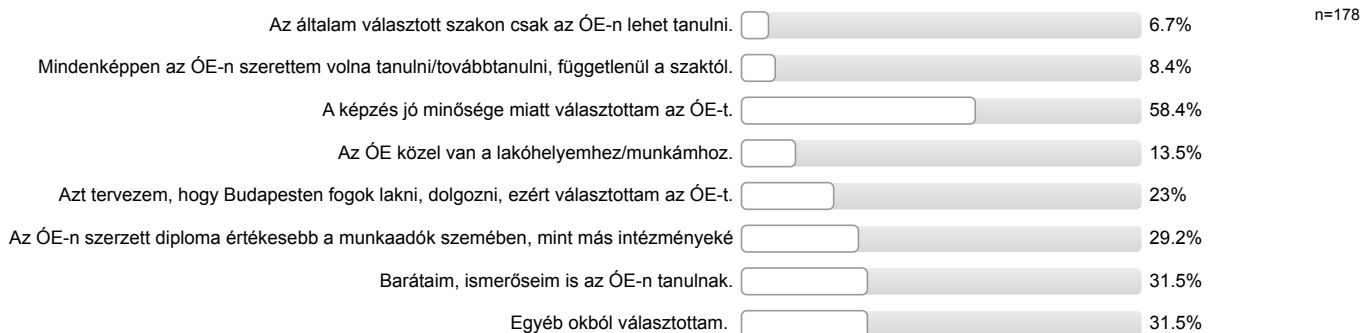 Az általam választott szakon csak az ÓE-n lehet tanulni. 6.7% n=178
Mindenképpen az ÓE-n szerettem volna tanulni/továbbtanulni, függetlenül a szaktól. 8.4%
A képzés jó minősége miatt választottam az ÓE-t. 58.4%
Az ÓE közel van a lakóhelyemhez/munkámhoz. 13.5%
Azt tervezem, hogy Budapesten fogok lakni, dolgozni, ezért választottam az ÓE-t. 23%
Az ÓE-n szerzett diploma értékesebb a munkaadók szemében, mint más intézményeké 29.2%
Barátaim, ismerőseim is az ÓE-n tanulnak. 31.5%
Egyéb okból választottam. 31.5%